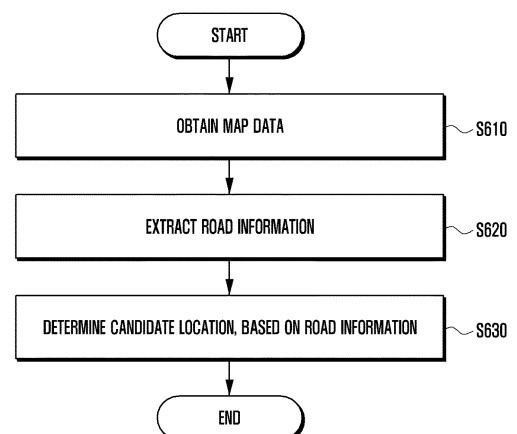 START
OBTAIN MAP DATA
S610
EXTRACT ROAD INFORMATION
S620
DETERMINE CANDIDATE LOCATION, BASED ON ROAD INFORMATION
S630
END